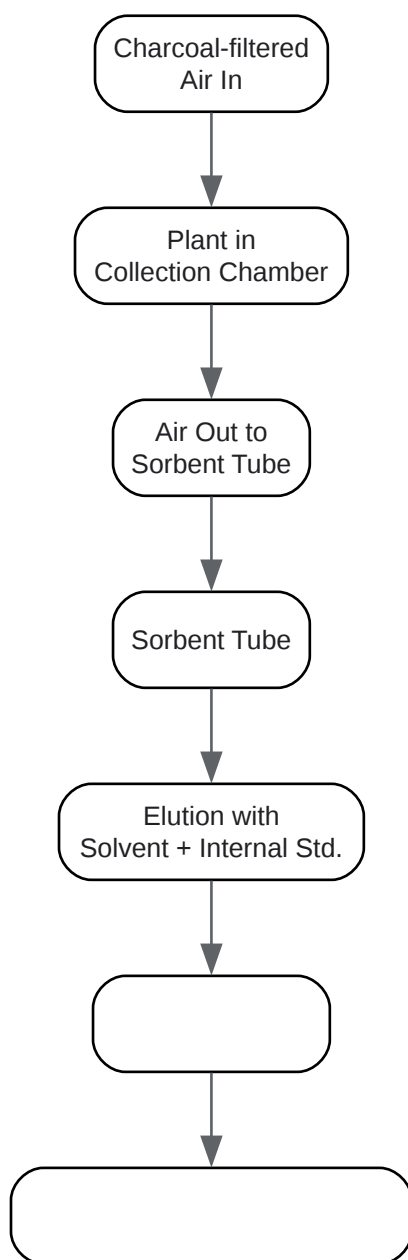 Charcoal-filtered
Air In
Plant in
Collection Chamber
Air Out to
Sorbent Tube
Sorbent Tube
Elution with
Solvent + Internal Std.